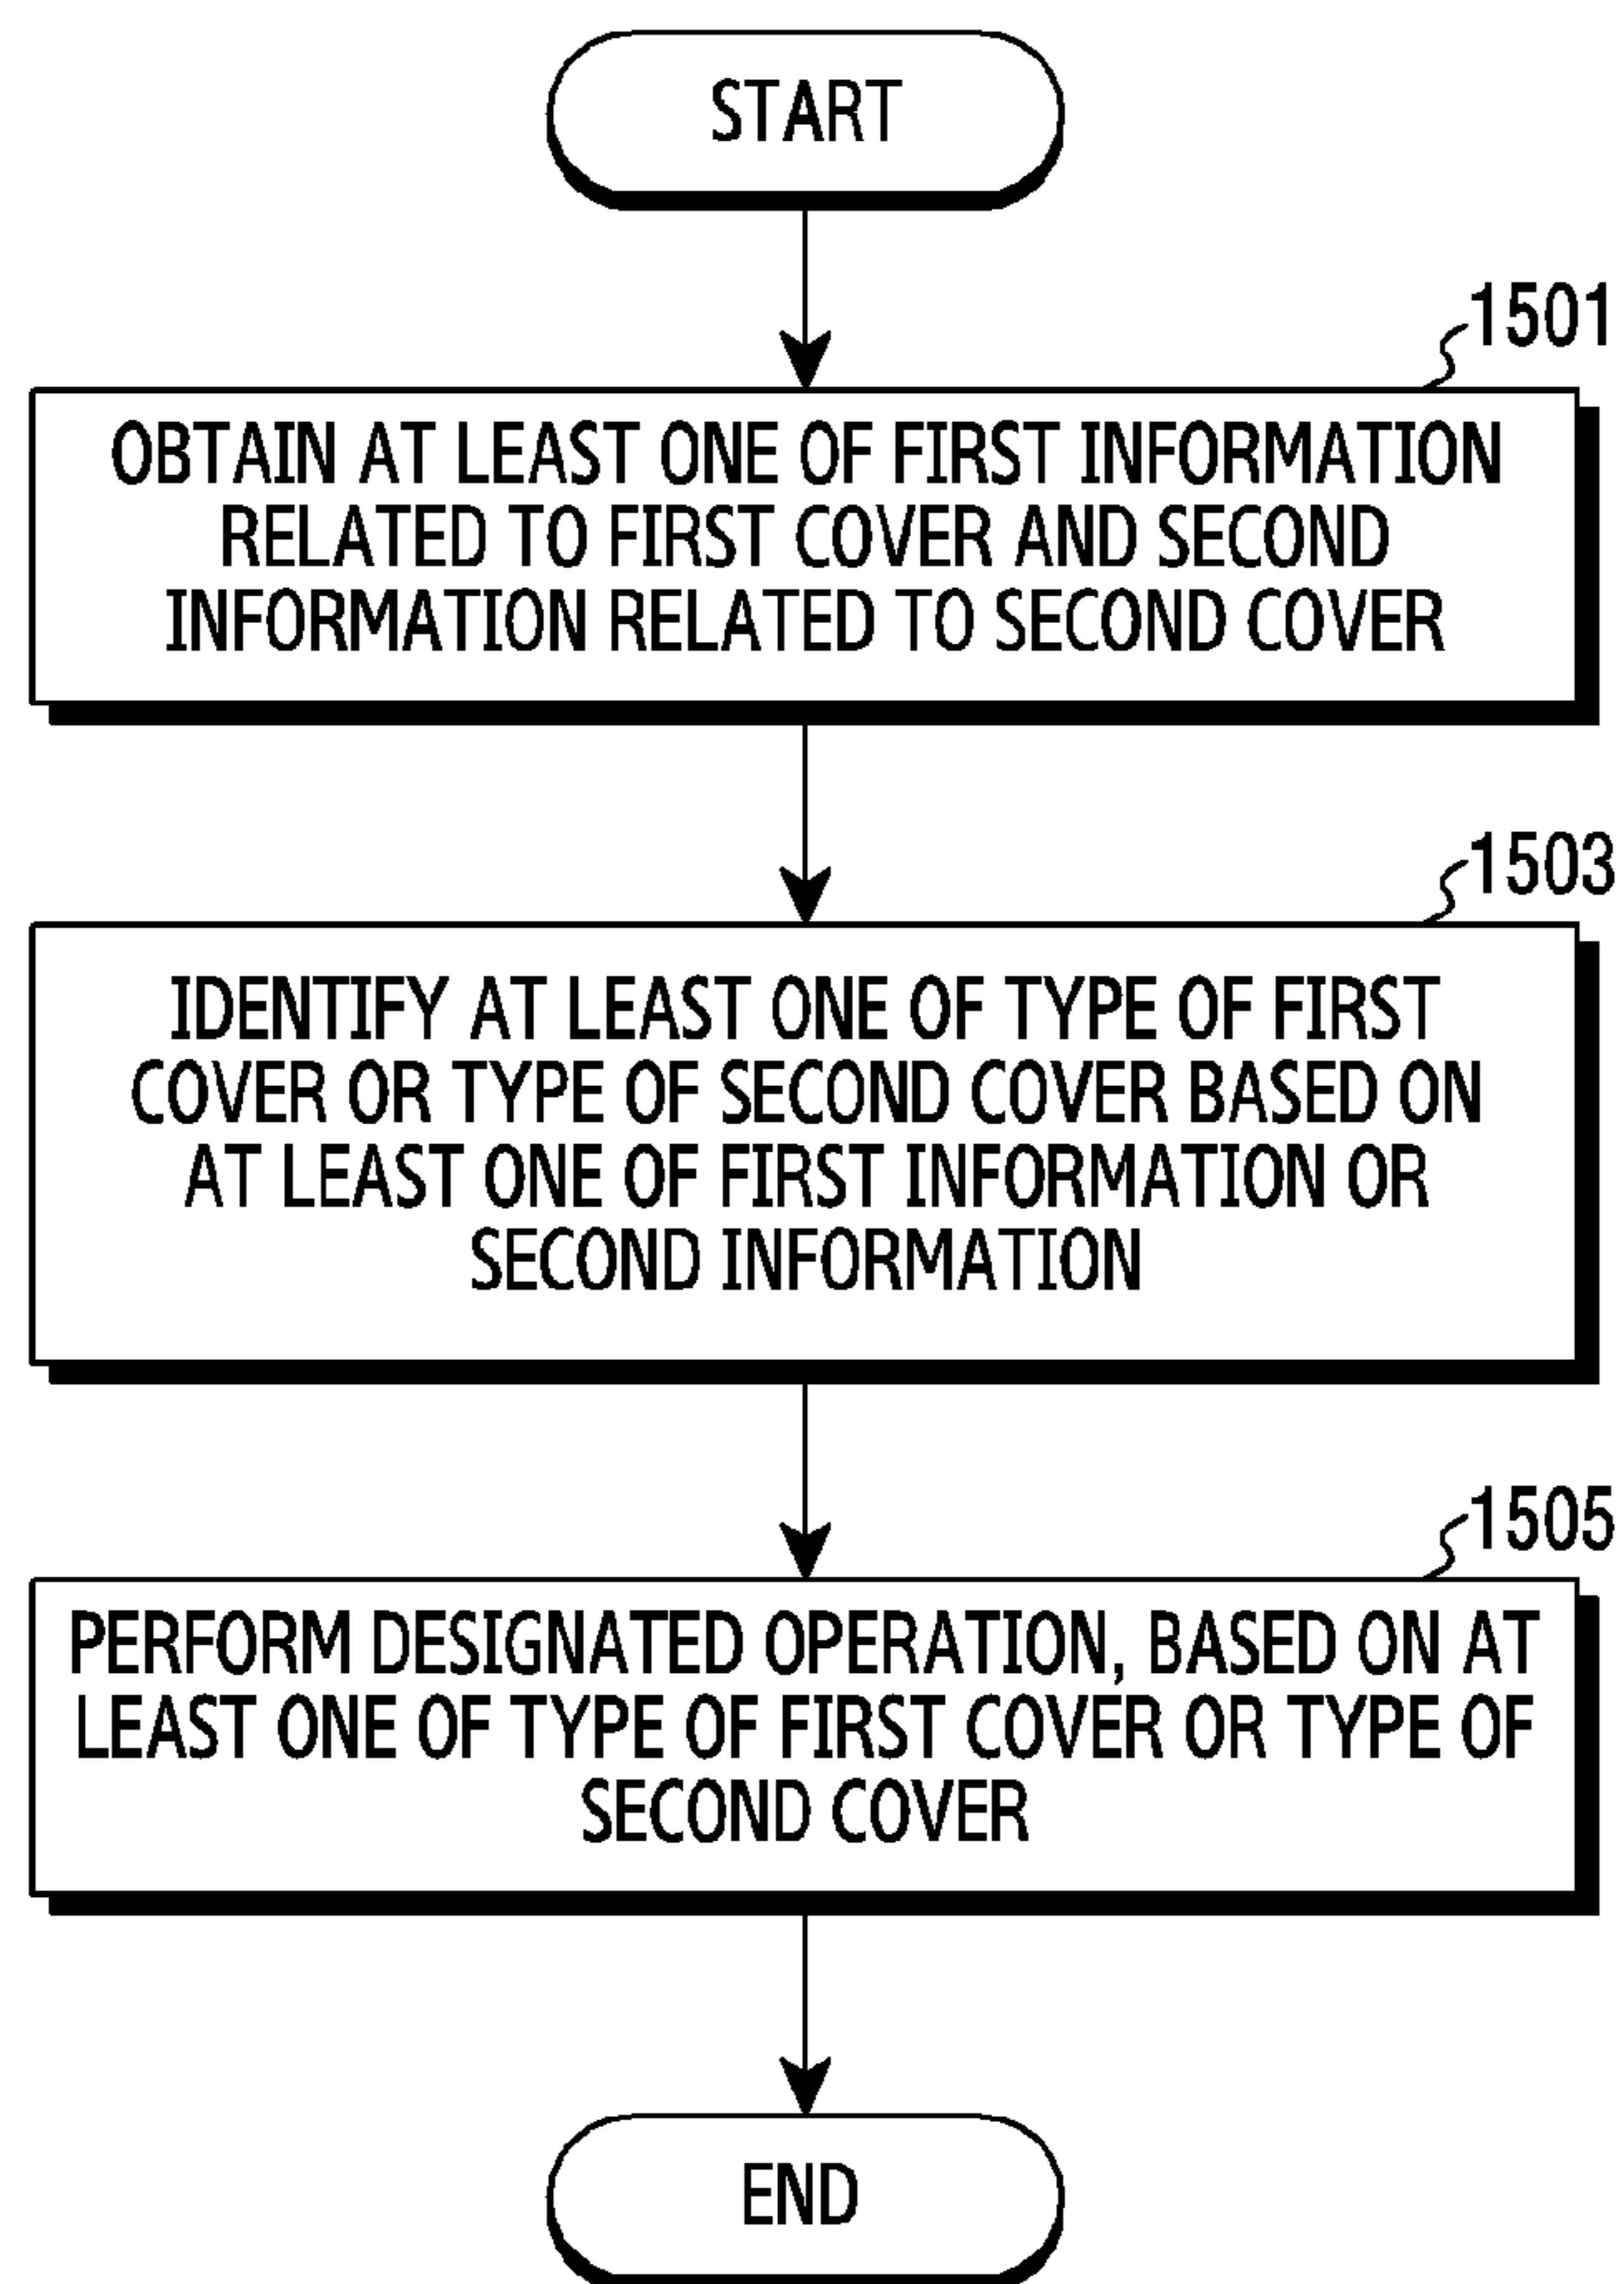 START
1501
OBTAIN AT LEAST ONE OF FIRST INFORMATION
RELATED TO FIRST COVER AND SECOND
INFORMATION RELATED TO SECOND COVER
1503
IDENTIFY AT LEAST ONE OF TYPE OF FIRST
COVER OR TYPE OF SECOND COVER BASED ON
AT LEAST ONE OF FIRST INFORMATION OR
SECOND INFORMATION
1505
PERFORM DESIGNATED OPERATION, BASED ON AT
LEAST ONE OF TYPE OF FIRST COVER OR TYPE OF
SECOND COVER
END